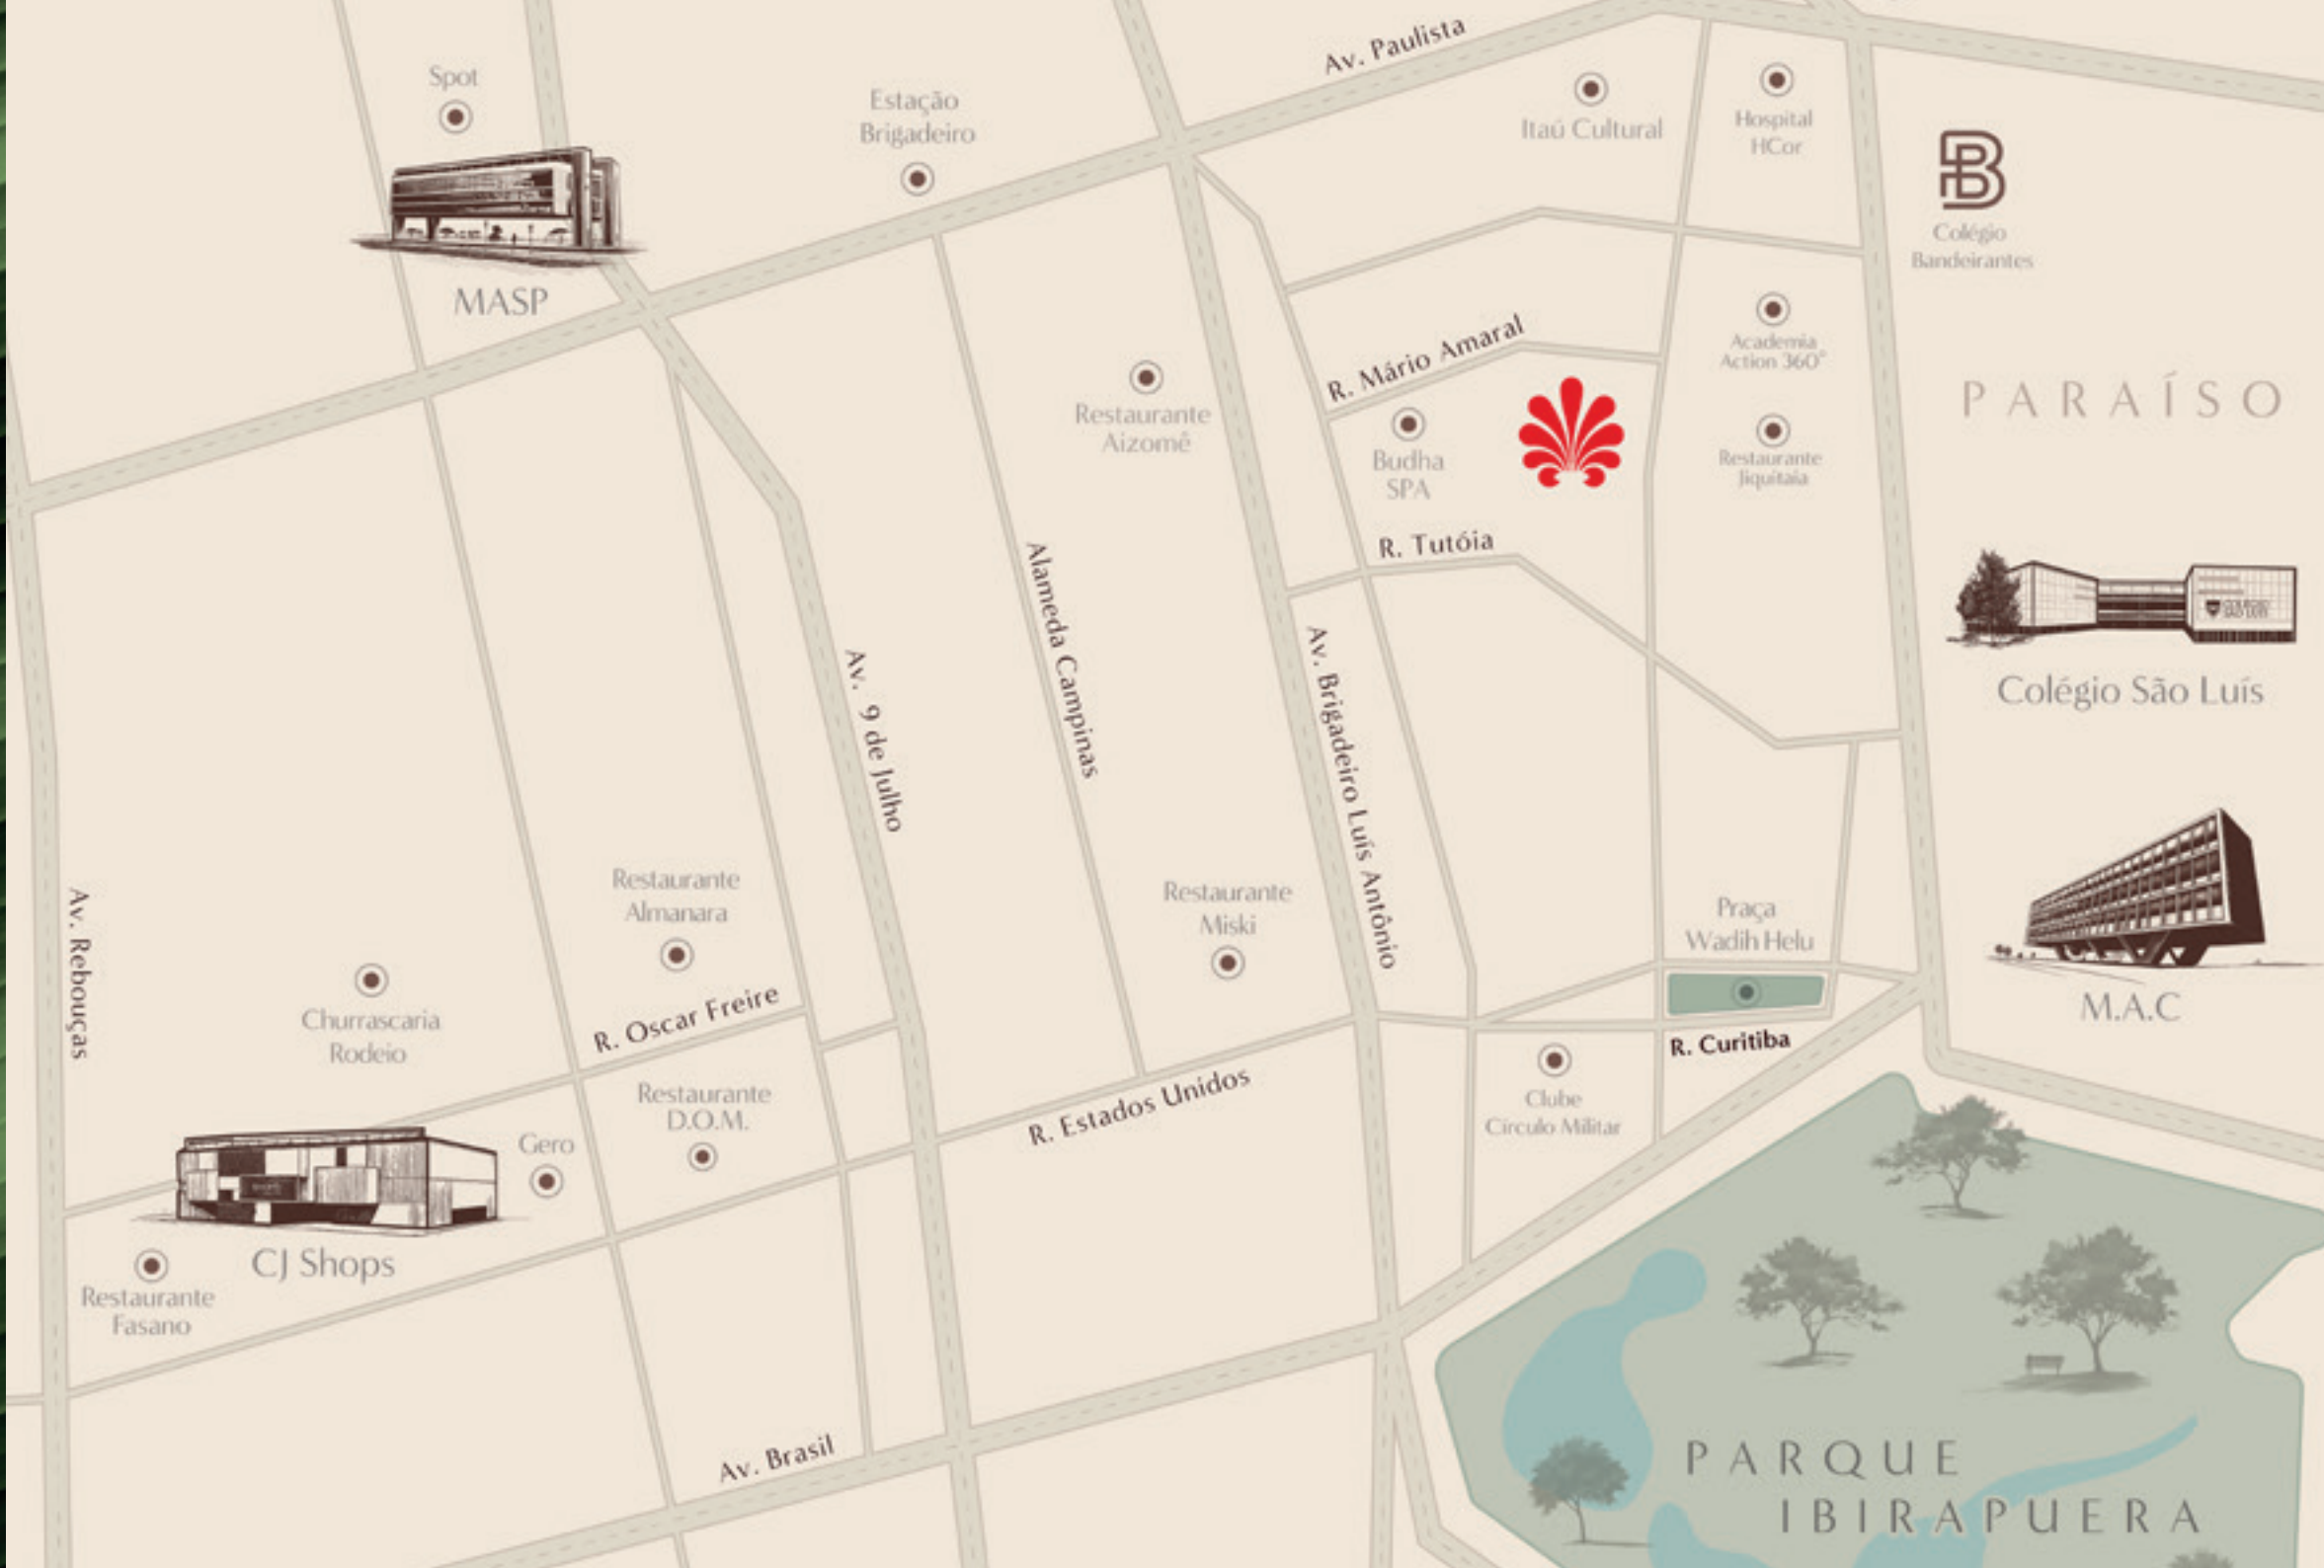 Av. Paulista
Spot
Estação
Brigadeiro
Itaú Cultural
Hospital
HCor
B
Colégio
Bandeirantes
MASP
R. Mário Amaral
Academia
Action 360°
PARAÍSO
Restaurante
Aizomê
Budha
SPA
Restaurante
Jiquitaia
R. Tutóia
Alameda Campinas
Av. 9 de Julho
Av. Brigadeiro Luís Antônio
Colégio São Luís
Restaurante
Almanara
Restaurante
Miski
Praça
Wadih Helu
Av. Rebouças
Churrascaria
Rodeio
R. Oscar Freire
M.A.C
R. Curitiba
Restaurante
D.O.M.
R. Estados Unidos
Clube
Círculo Militar
Gero
CJ Shops
Restaurante
Fasano
Av. Brasil
PARQUE
IBIRAPUERA